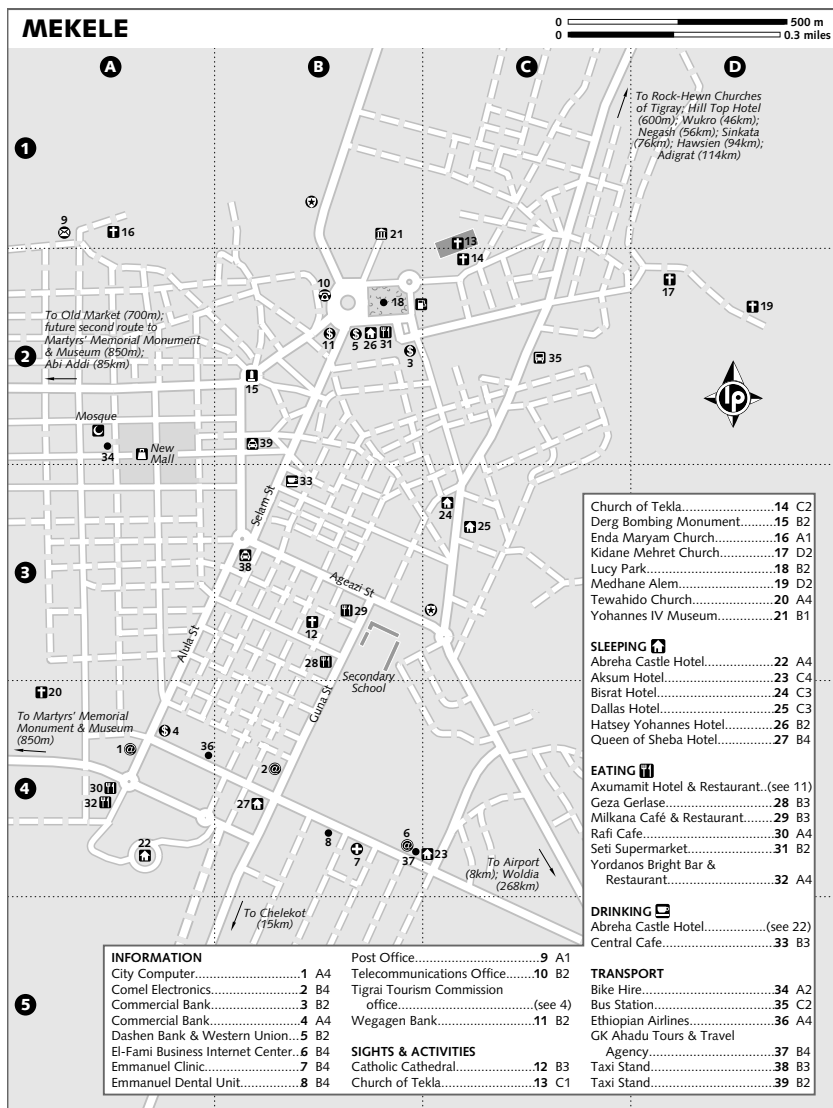 MEKELE
0 500 m
0 0.3 miles
A
B
C
D
1
2
3
4
5
To Rock-Hewn Churches
of Tigray; Hill Top Hotel
(600m); Wukro (46km);
Negash (56km); Sinkata
(76km); Hawsien (94km);
Adigrat (114km)
9
16
21
13
14
10
18
17
19
To Old Market (700m);
future second route to
Martyrs' Memorial Monument
& Museum (850m);
Abi Addi (85km)
11
5
26
31
3
35
15
lp
Mosque
34
New
Mall
39
33
Selam St
24
25
38
Ageazi St
29
12
Alula St
28
Secondary
School
Guna St
20
To Martyrs' Memorial
Monument & Museum
(850m)
4
1
36
2
30
32
27
22
8
7
6
37
23
To Airport
(8km); Woldia
(268km)
To Chelekot
(15km)
INFORMATION
City Computer...1 A4
Comel Electronics...2 B4
Commercial Bank...3 B2
Commercial Bank...4 A4
Dashen Bank & Western Union...5 B2
El-Fami Business Internet Center...6 B4
Emmanuel Clinic...7 B4
Emmanuel Dental Unit...8 B4
Post Office...9 A1
Telecommunications Office...10 B2
Tigrai Tourism Commission
office...(see 4)
Wegagen Bank...11 B2
SIGHTS & ACTIVITIES
Catholic Cathedral...12 B3
Church of Tekla...13 C1
Church of Tekla...14 C2
Derg Bombing Monument...15 B2
Enda Maryam Church...16 A1
Kidane Mehret Church...17 D2
Lucy Park...18 B2
Medhane Alem...19 D2
Tewahido Church...20 A4
Yohannes IV Museum...21 B1
SLEEPING
Abreha Castle Hotel...22 A4
Aksum Hotel...23 C4
Bisrat Hotel...24 C3
Dallas Hotel...25 C3
Hatsey Yohannes Hotel...26 B2
Queen of Sheba Hotel...27 B4
EATING
Axumamit Hotel & Restaurant..(see 11)
Geza Gerlase...28 B3
Milkana Café & Restaurant...29 B3
Rafi Cafe...30 A4
Seti Supermarket...31 B2
Yordanos Bright Bar &
Restaurant...32 A4
DRINKING
Abreha Castle Hotel...(see 22)
Central Cafe...33 B3
TRANSPORT
Bike Hire...34 A2
Bus Station...35 C2
Ethiopian Airlines...36 A4
GK Ahadu Tours & Travel
Agency...37 B4
Taxi Stand...38 B3
Taxi Stand...39 B2